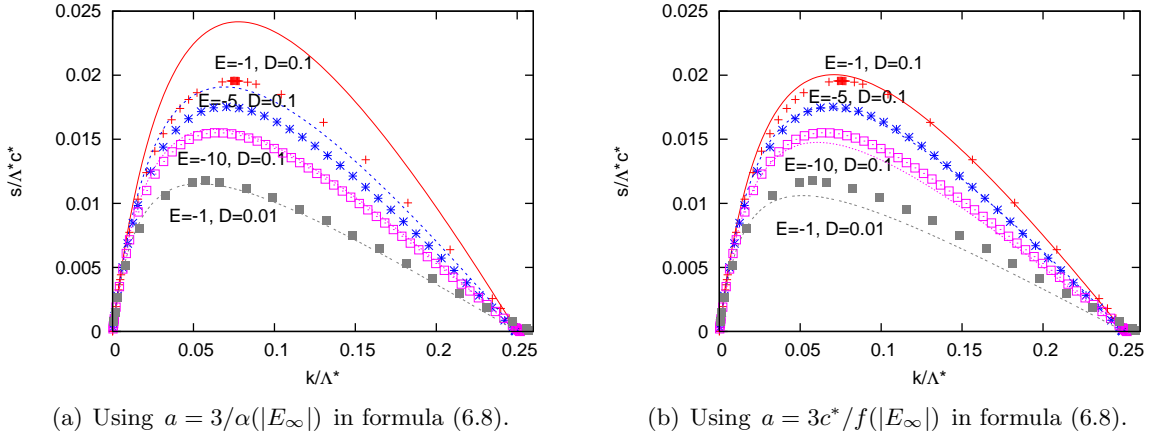 0.025
0.02
0.015
0.01
0.005
0
0
0.05
0.1
0.15
0.2
0.25
s/Λ*c*
k/Λ*
E=-1, D=0.1
E=-5, D=0.1
E=-10, D=0.1
E=-1, D=0.01
(a) Using a = 3/α(|E∞|) in formula (6.8).
0.025
0.02
0.015
0.01
0.005
0
0
0.05
0.1
0.15
0.2
0.25
s/Λ*c*
k/Λ*
E=-1, D=0.1
E=-5, D=0.1
E=-10, D=0.1
E=-1, D=0.01
(b) Using a = 3c*/f(|E∞|) in formula (6.8).